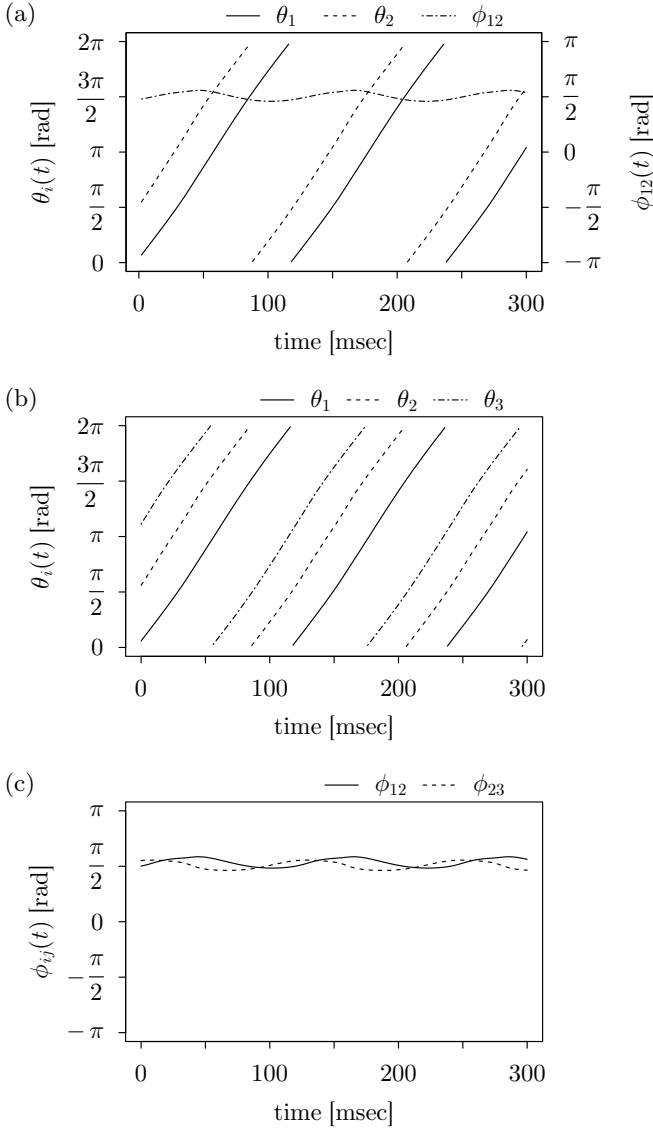 (a)
θ₁ θ₂ ϕ₁₂
2π
3π/2
π
π/2
0
θᵢ(t) [rad]
π
π/2
0
−π/2
−π
ϕ₁₂(t) [rad]
0 100 200 300
time [msec]
(b)
θ₁ θ₂ θ₃
2π
3π/2
π
π/2
0
θᵢ(t) [rad]
0 100 200 300
time [msec]
(c)
ϕ₁₂ ϕ₂₃
π
π/2
0
−π/2
−π
ϕᵢⱼ(t) [rad]
0 100 200 300
time [msec]